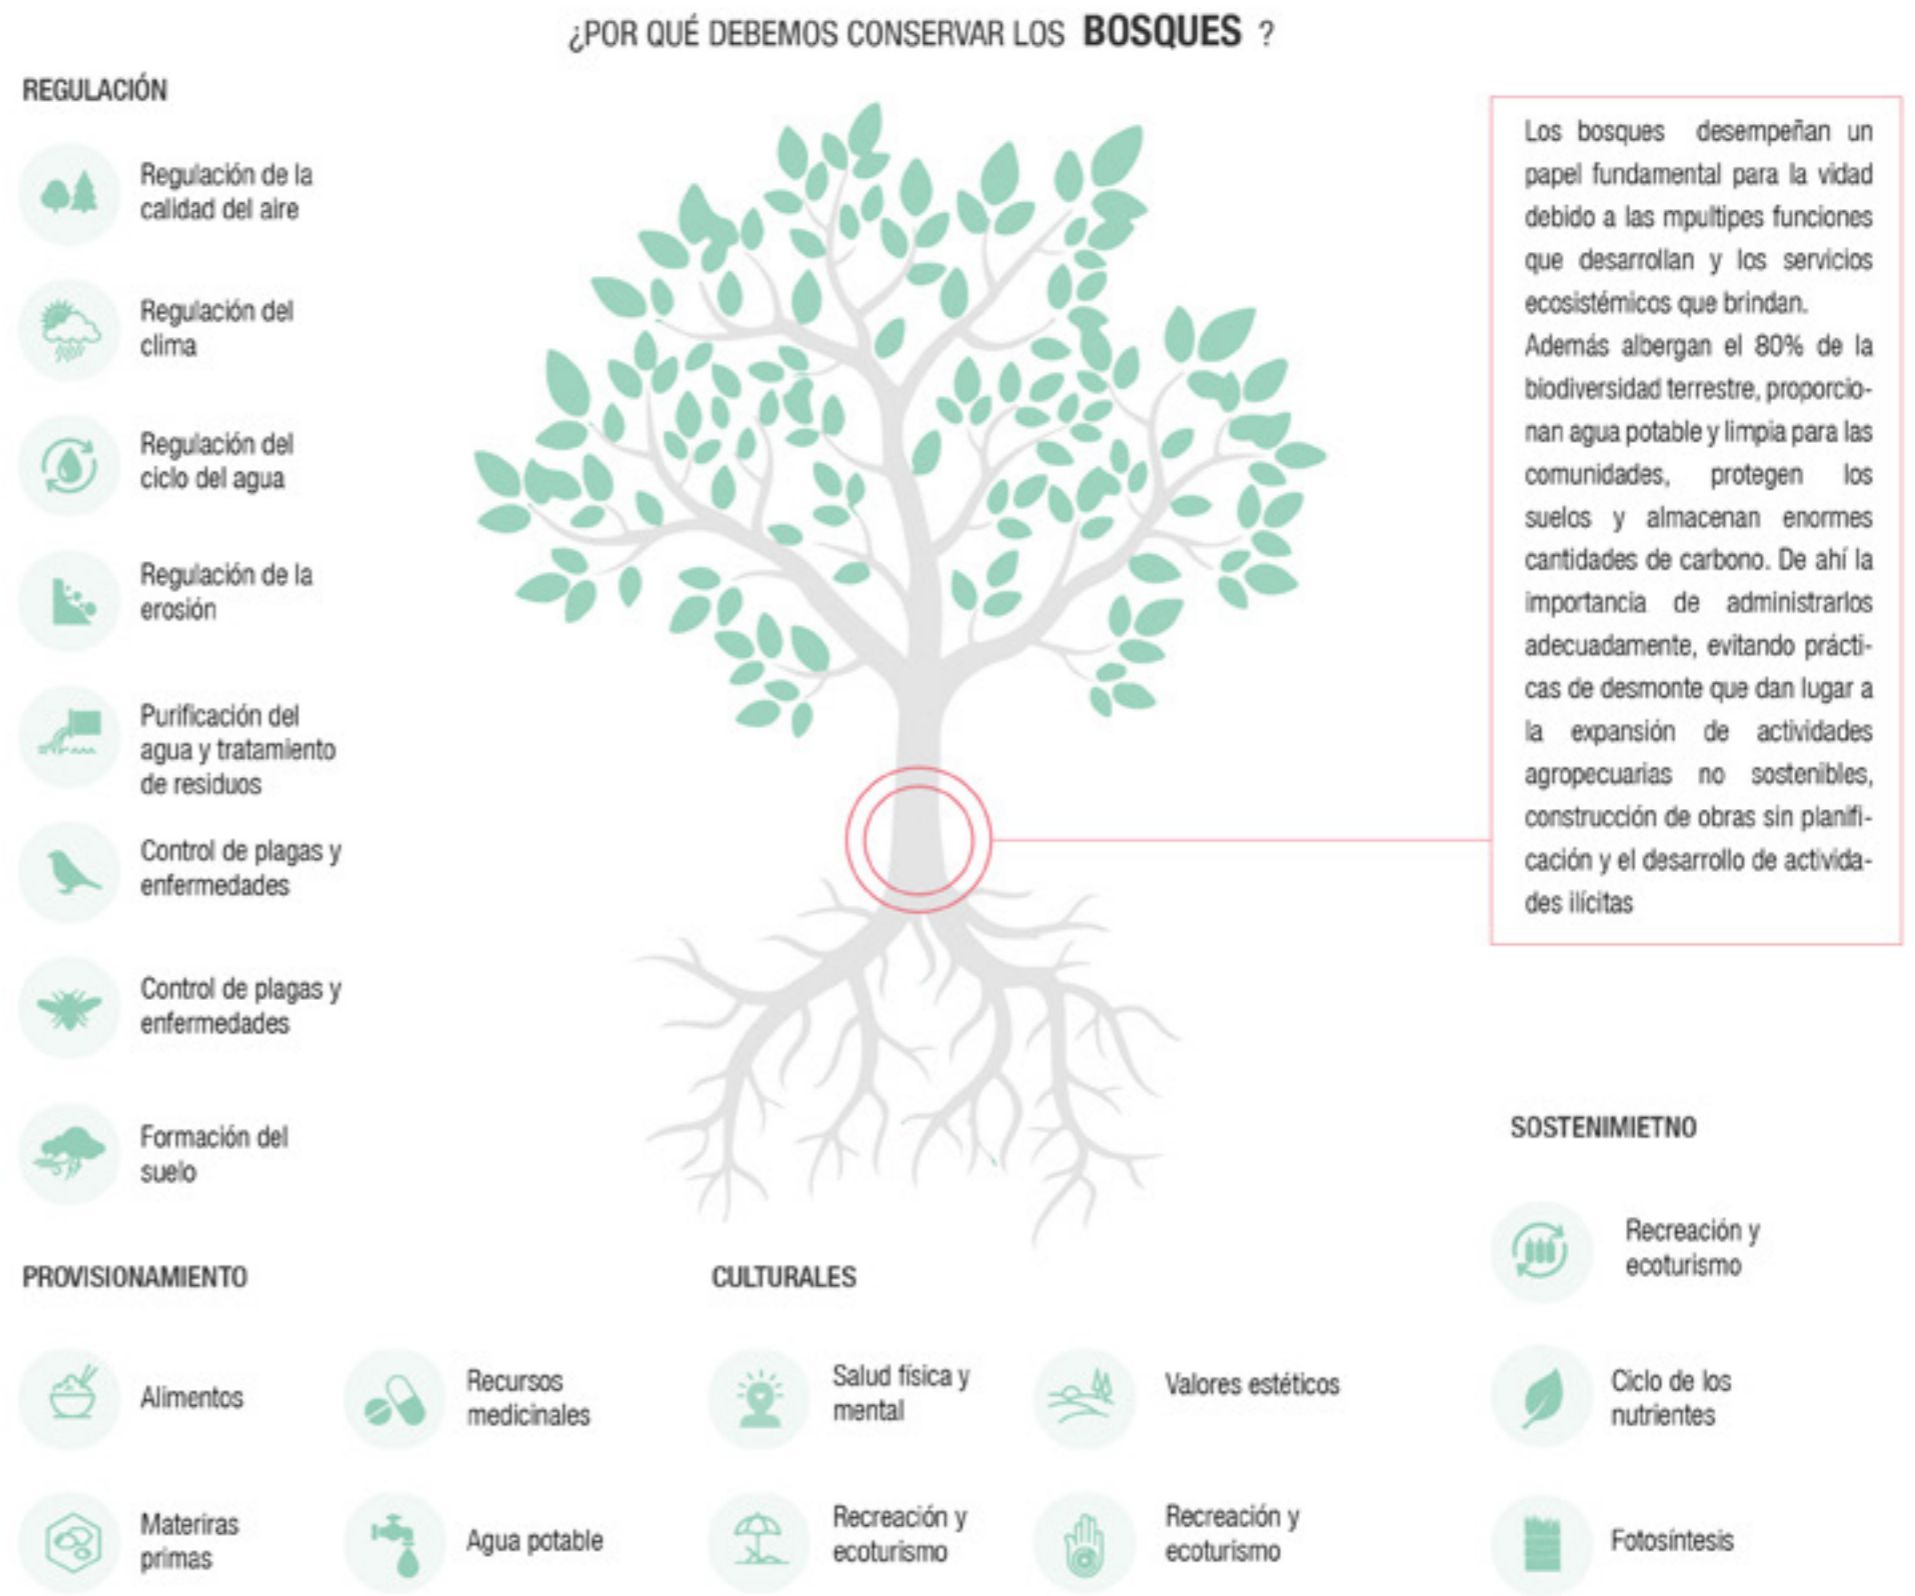 ¿POR QUÉ DEBEMOS CONSERVAR LOS BOSQUES ?
REGULACIÓN
Regulación de la
calidad del aire
Regulación del
clima
Regulación del
ciclo del agua
Regulación de la
erosión
Purificación del
agua y tratamiento
de residuos
Control de plagas y
enfermedades
Control de plagas y
enfermedades
Formación del
suelo
Los bosques desempeñan un
papel fundamental para la vidad
debido a las mpultipes funciones
que desarrollan y los servicios
ecosistémicos que brindan.
Además albergan el 80% de la
biodiversidad terrestre, proporcio-
nan agua potable y limpia para las
comunidades, protegen los
suelos y almacenan enormes
cantidades de carbono. De ahí la
importancia de administrarlos
adecuadamente, evitando prácti-
cas de desmonte que dan lugar a
la expansión de actividades
agropecuarias no sostenibles,
construcción de obras sin planifi-
cación y el desarrollo de activida-
des ilícitas
PROVISIONAMIENTO
Alimentos
Recursos
medicinales
Materiras
primas
Agua potable
CULTURALES
Salud física y
mental
Valores estéticos
Recreación y
ecoturismo
Recreación y
ecoturismo
SOSTENIMIETNO
Recreación y
ecoturismo
Ciclo de los
nutrientes
Fotosíntesis